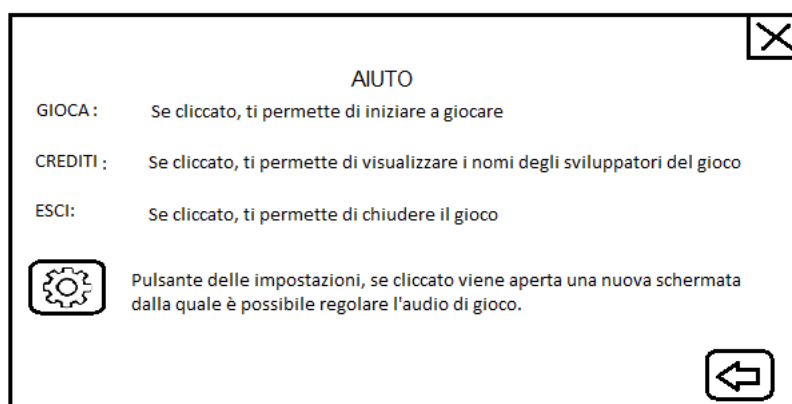 AIUTO
GIOCA : Se cliccato, ti permette di iniziare a giocare
CREDITI : Se cliccato, ti permette di visualizzare i nomi degli sviluppatori del gioco
ESCI: Se cliccato, ti permette di chiudere il gioco
Pulsante delle impostazioni, se cliccato viene aperta una nuova schermata
dalla quale è possibile regolare l'audio di gioco.